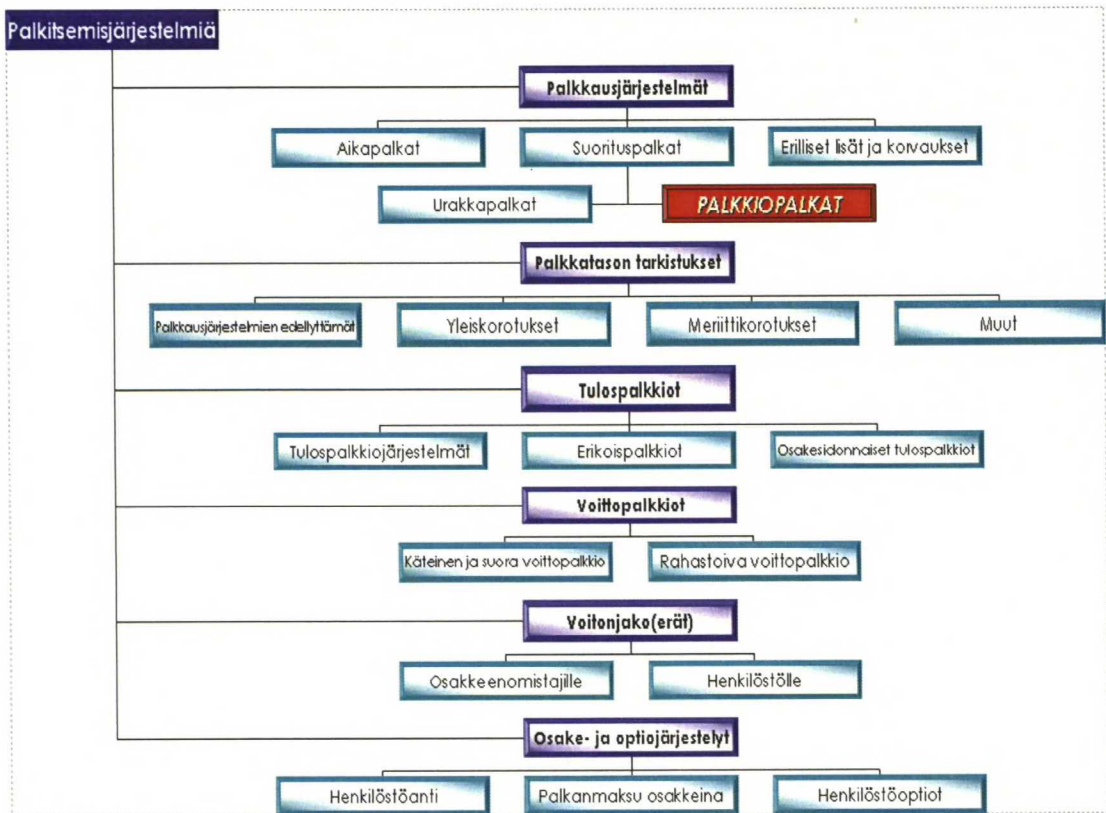 Palkitsemisjärjestelmiä
Palkkausjärjestelmät
Aikapalkat
Suorituspalkat
Erilliset lisät ja korvaukset
Urakkapalkat
PALKKIOPALKAT
Palkkatason tarkistukset
Palkkausjärjestelmien edellyttämät
Yleiskorotukset
Meriittikorotukset
Muut
Tulospalkkiot
Tulospalkkiojärjestelmät
Erikoispalkkiot
Osakesidonnaiset tulospalkkiot
Voittopalkkiot
Käteinen ja suora voittopalkkio
Rahastoiva voittopalkkio
Voitonjako(erät)
Osakkeenomistajille
Henkilöstölle
Osake- ja optiojärjestelyt
Henkilöstöanti
Palkanmaksu osakkeina
Henkilöstöoptiot